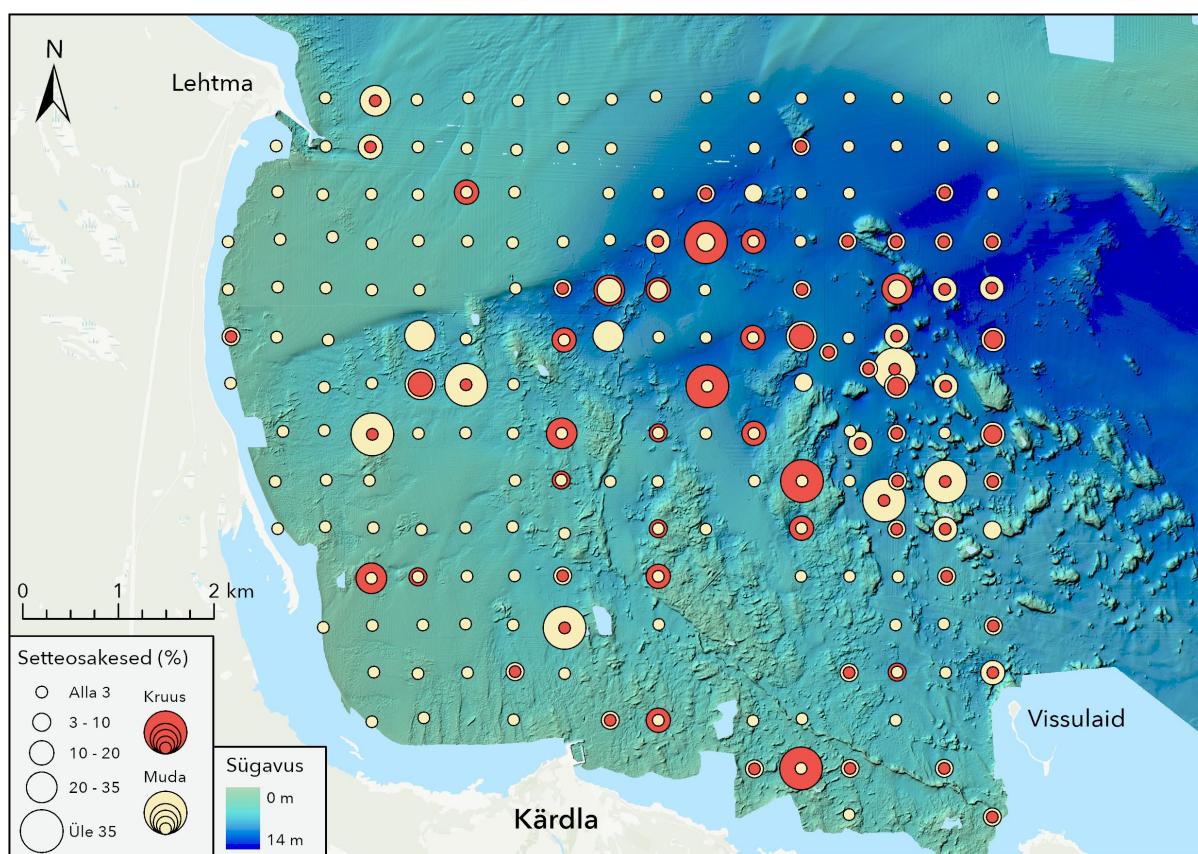 N
Lehtma
Vissulaid
Kärdla
0 1 2 km
Setteosakesed (%)
Alla 3
3 - 10
10 - 20
20 - 35
Üle 35
Kruus
Muda
Sügavus
0 m
14 m